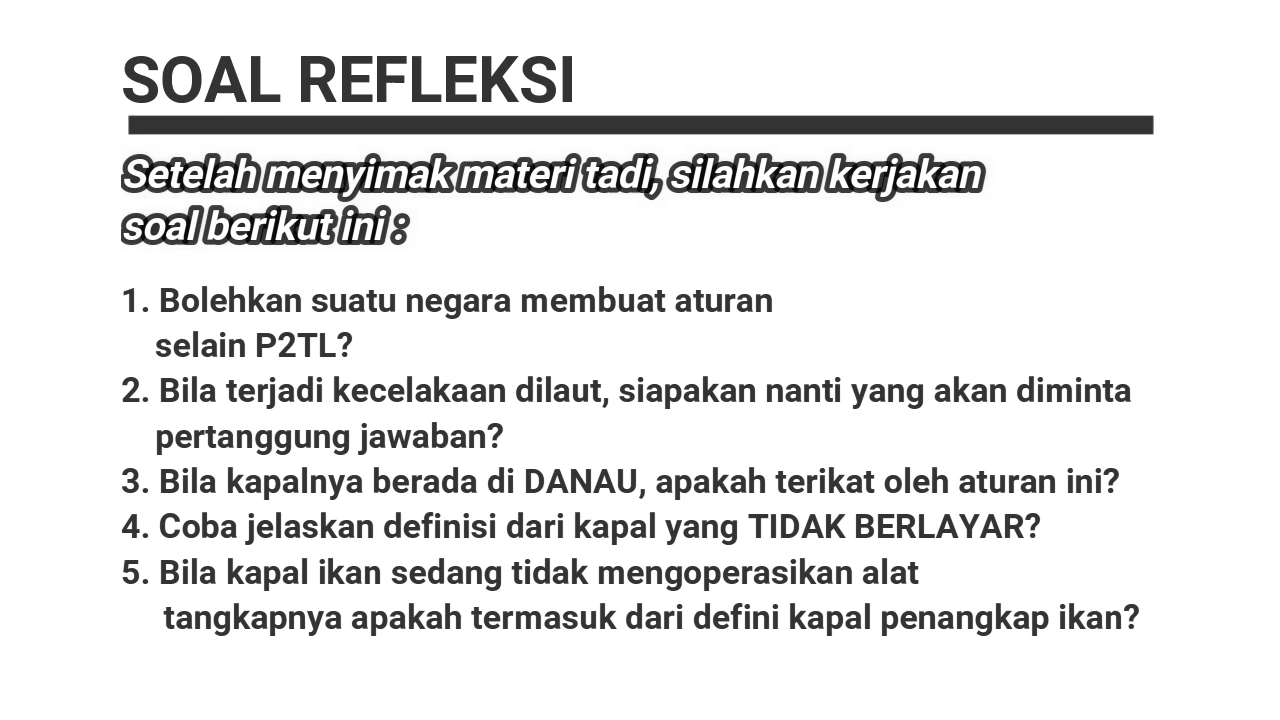 SOAL REFLEKSI
Setelah menyimak materi tadi, silahkan kerjakan
soal berikut ini :
1. Bolehkan suatu negara membuat aturan
selain P2TL?
2. Bila terjadi kecelakaan dilaut, siapakan nanti yang akan diminta
pertanggung jawaban?
3. Bila kapalnya berada di DANAU, apakah terikat oleh aturan ini?
4. Coba jelaskan definisi dari kapal yang TIDAK BERLAYAR?
5. Bila kapal ikan sedang tidak mengoperasikan alat
tangkapnya apakah termasuk dari defini kapal penangkap ikan?